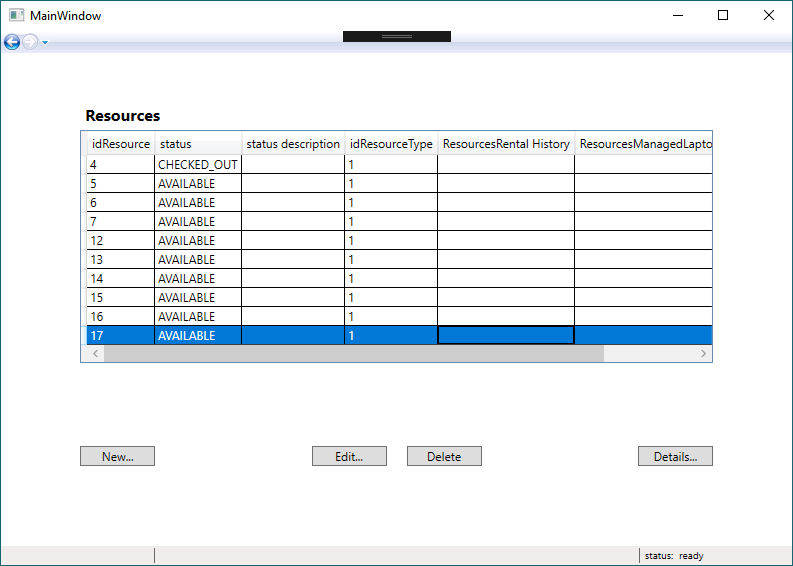 MainWindow
Resources
idResource status status description idResourceType ResourcesRental History ResourcesManagedLapto
4 CHECKED_OUT 1
5 AVAILABLE 1
6 AVAILABLE 1
7 AVAILABLE 1
12 AVAILABLE 1
13 AVAILABLE 1
14 AVAILABLE 1
15 AVAILABLE 1
16 AVAILABLE 1
17 AVAILABLE 1
New... Edit... Delete Details...
status: ready